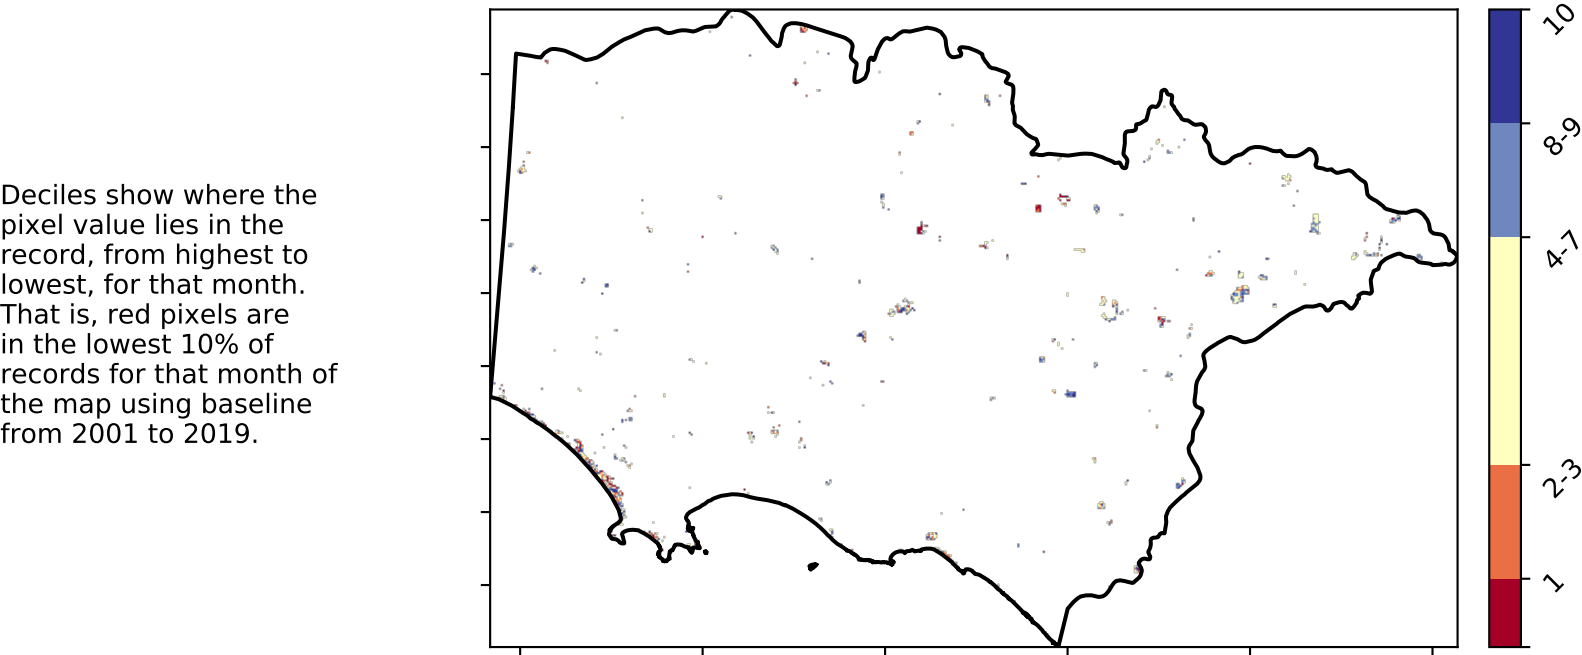 Deciles show where the
pixel value lies in the
record, from highest to
lowest, for that month.
That is, red pixels are
in the lowest 10% of
records for that month of
the map using baseline
from 2001 to 2019.
10
8-9
4-7
2-3
1